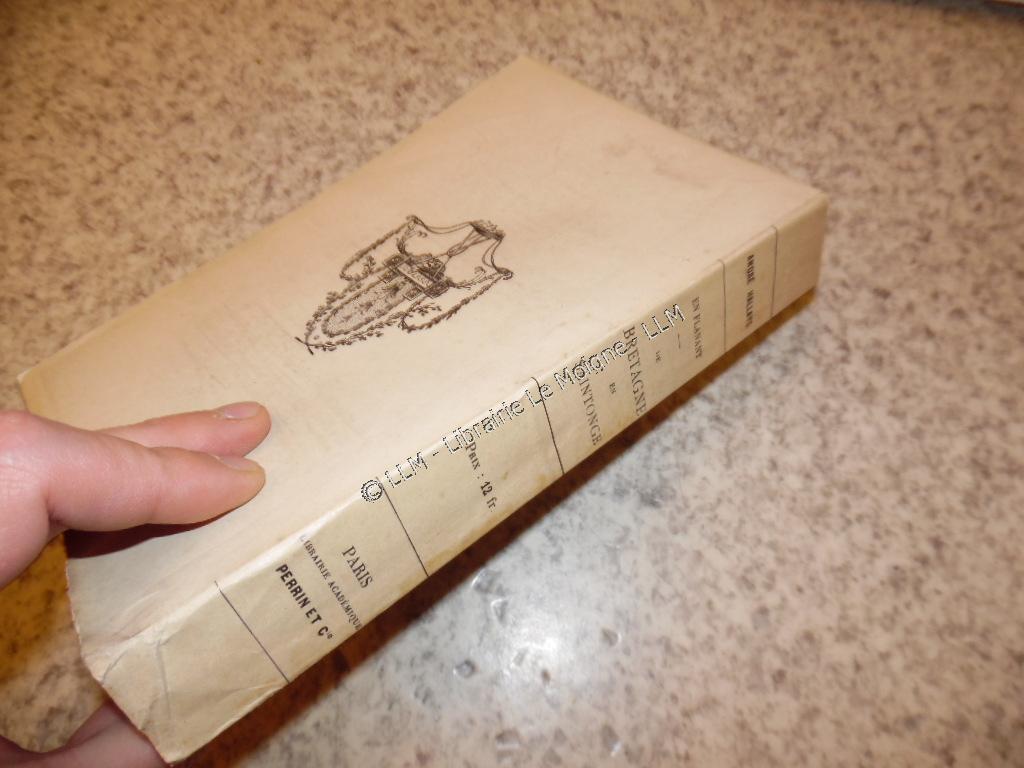 ANDRÉ HALLAYS
EN FLANANT
DE
BRETAGNE
EN
SAINTONGE
PRIX : 12 fr.
PARIS
LIBRAIRIE ACADÉMIQUE
PERRIN ET Cie
© LLM - Librairie Le Moigne - LLM